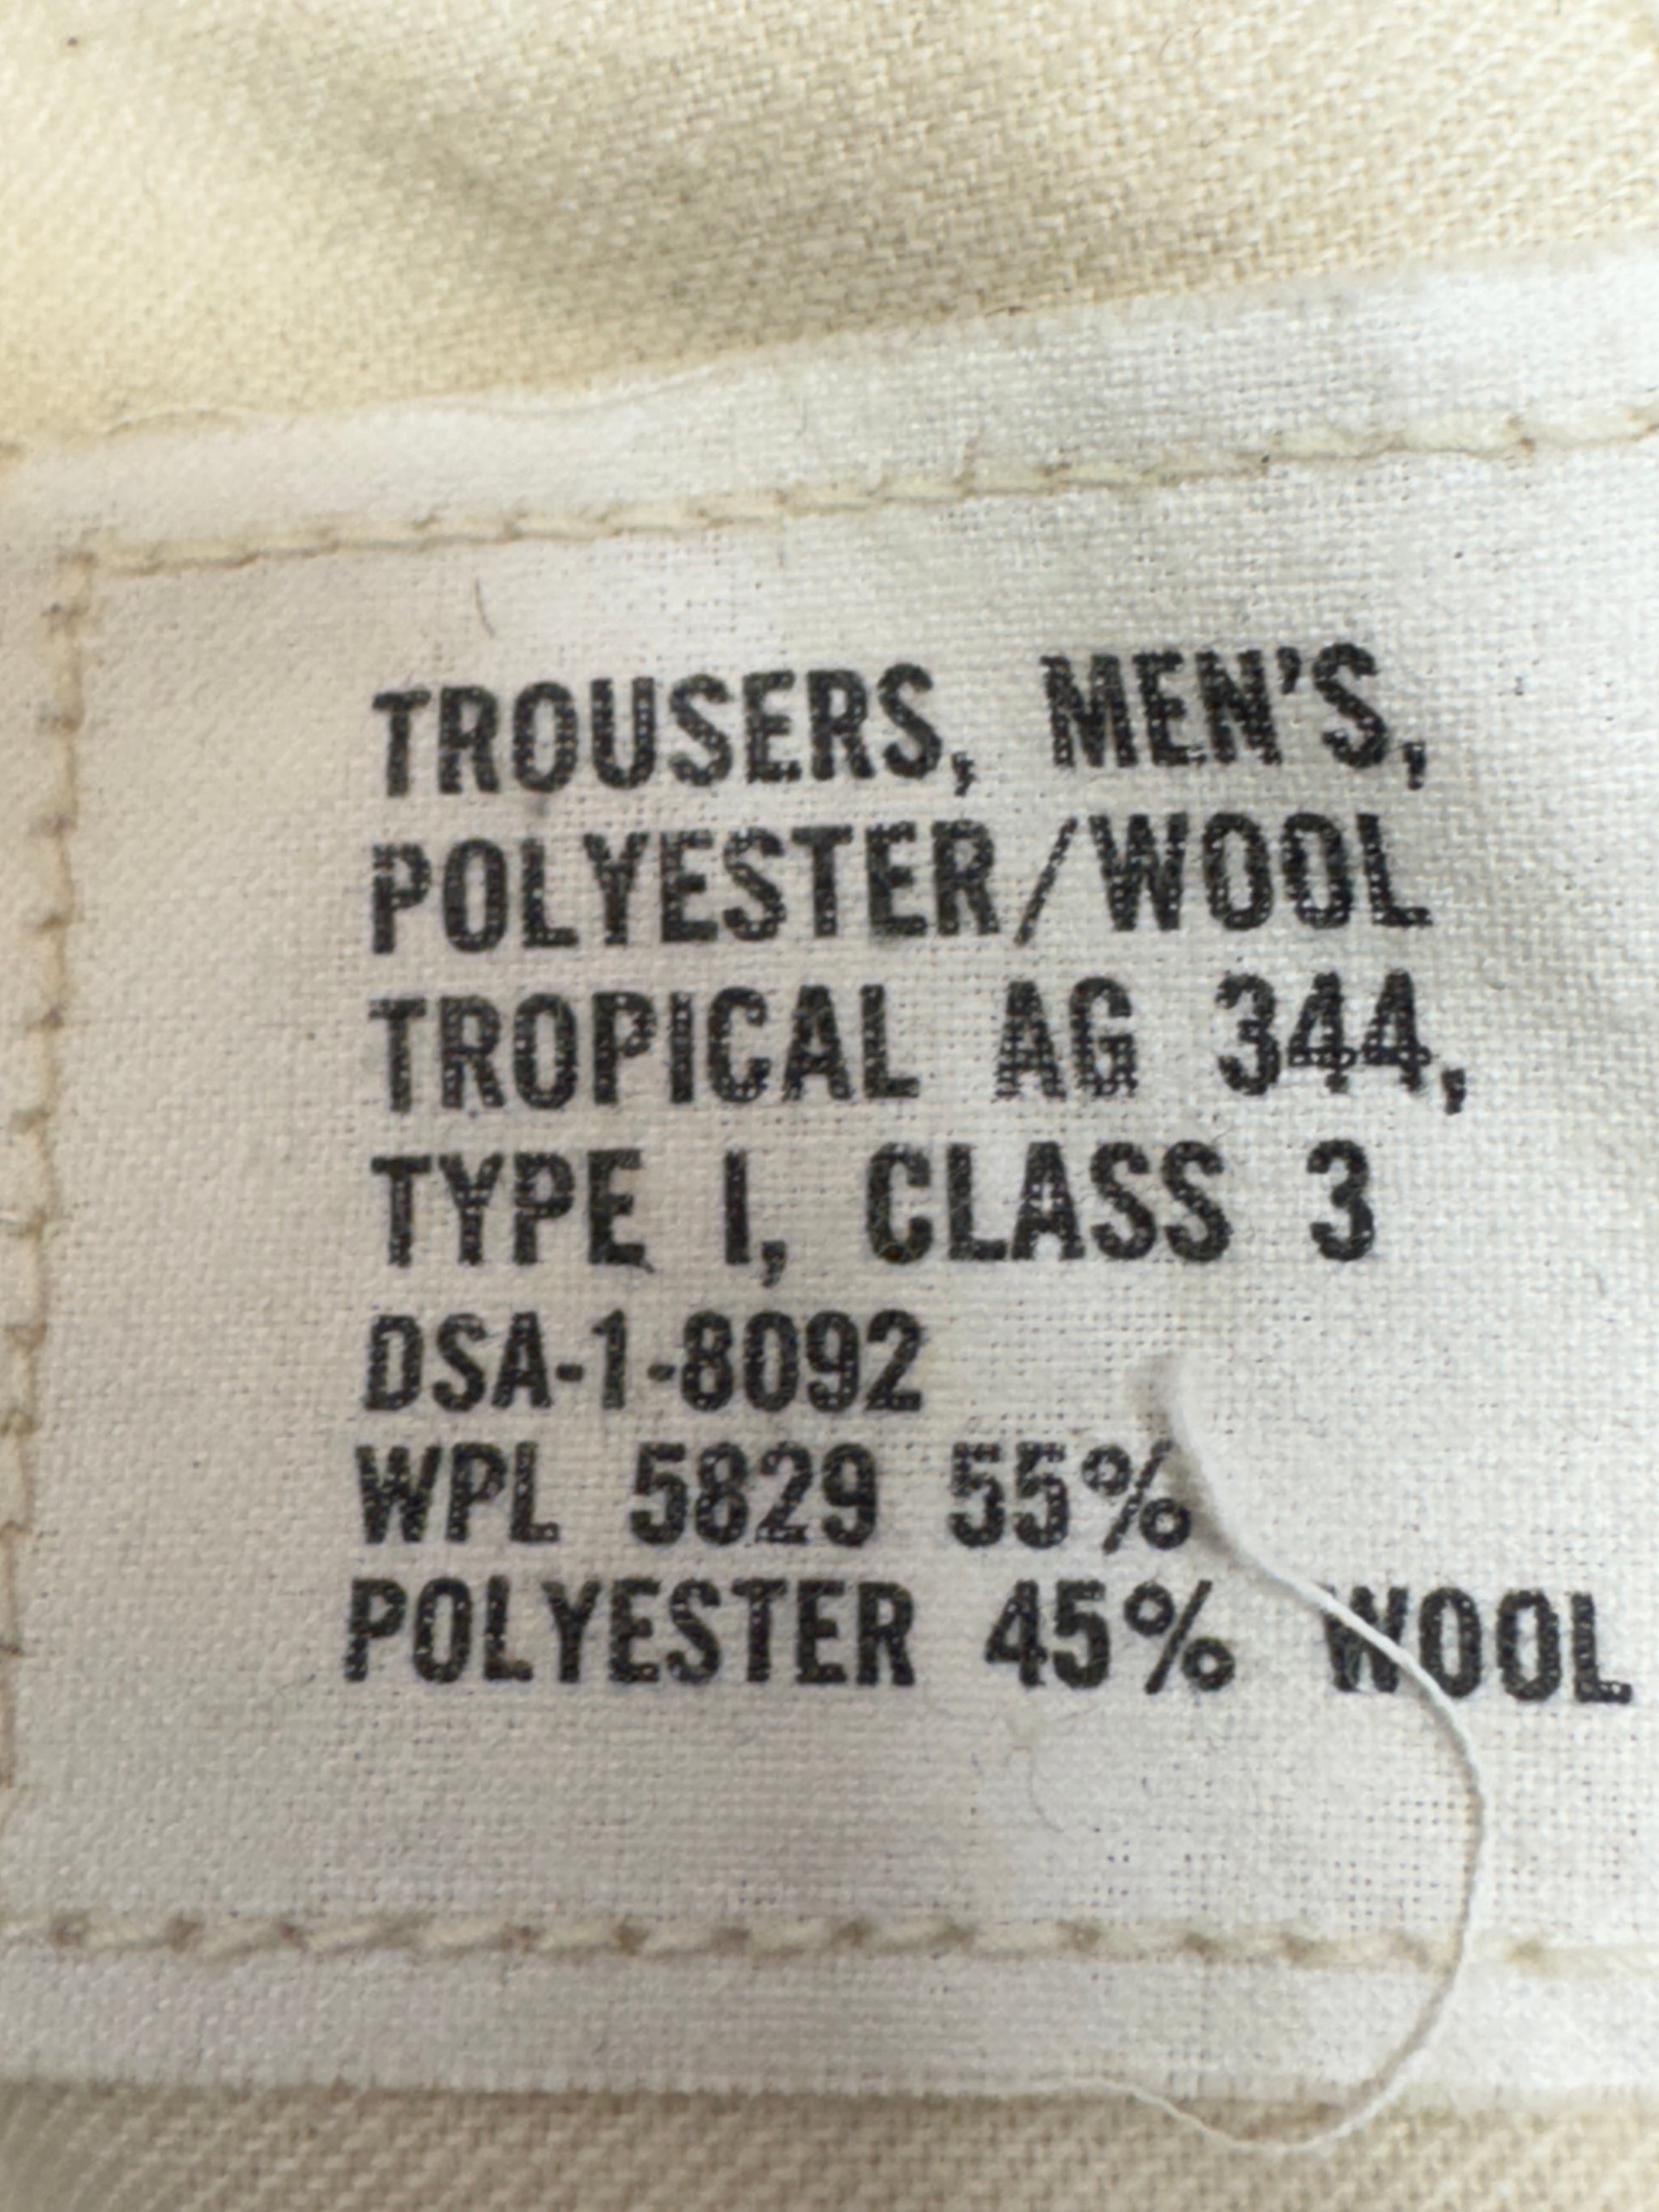 TROUSERS, MEN'S,
POLYESTER/WOOL
TROPICAL AG 344,
TYPE I, CLASS 3
DSA-1-8092
WPL 5829 55%
POLYESTER 45% WOOL